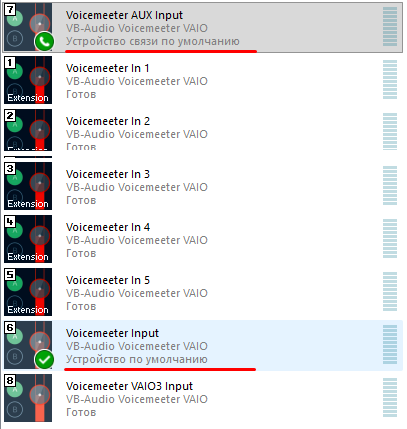 7
Voicemeeter AUX Input
VB-Audio Voicemeeter VAIO
Устройство связи по умолчанию
A
B
1
Voicemeeter In 1
VB-Audio Voicemeeter VAIO
Готов
Extension
2
Voicemeeter In 2
VB-Audio Voicemeeter VAIO
Готов
Extension
3
Voicemeeter In 3
VB-Audio Voicemeeter VAIO
Готов
Extension
4
Voicemeeter In 4
VB-Audio Voicemeeter VAIO
Готов
Extension
5
Voicemeeter In 5
VB-Audio Voicemeeter VAIO
Готов
Extension
6
Voicemeeter Input
VB-Audio Voicemeeter VAIO
Устройство по умолчанию
A
B
8
Voicemeeter VAIO3 Input
VB-Audio Voicemeeter VAIO
Готов
A
B